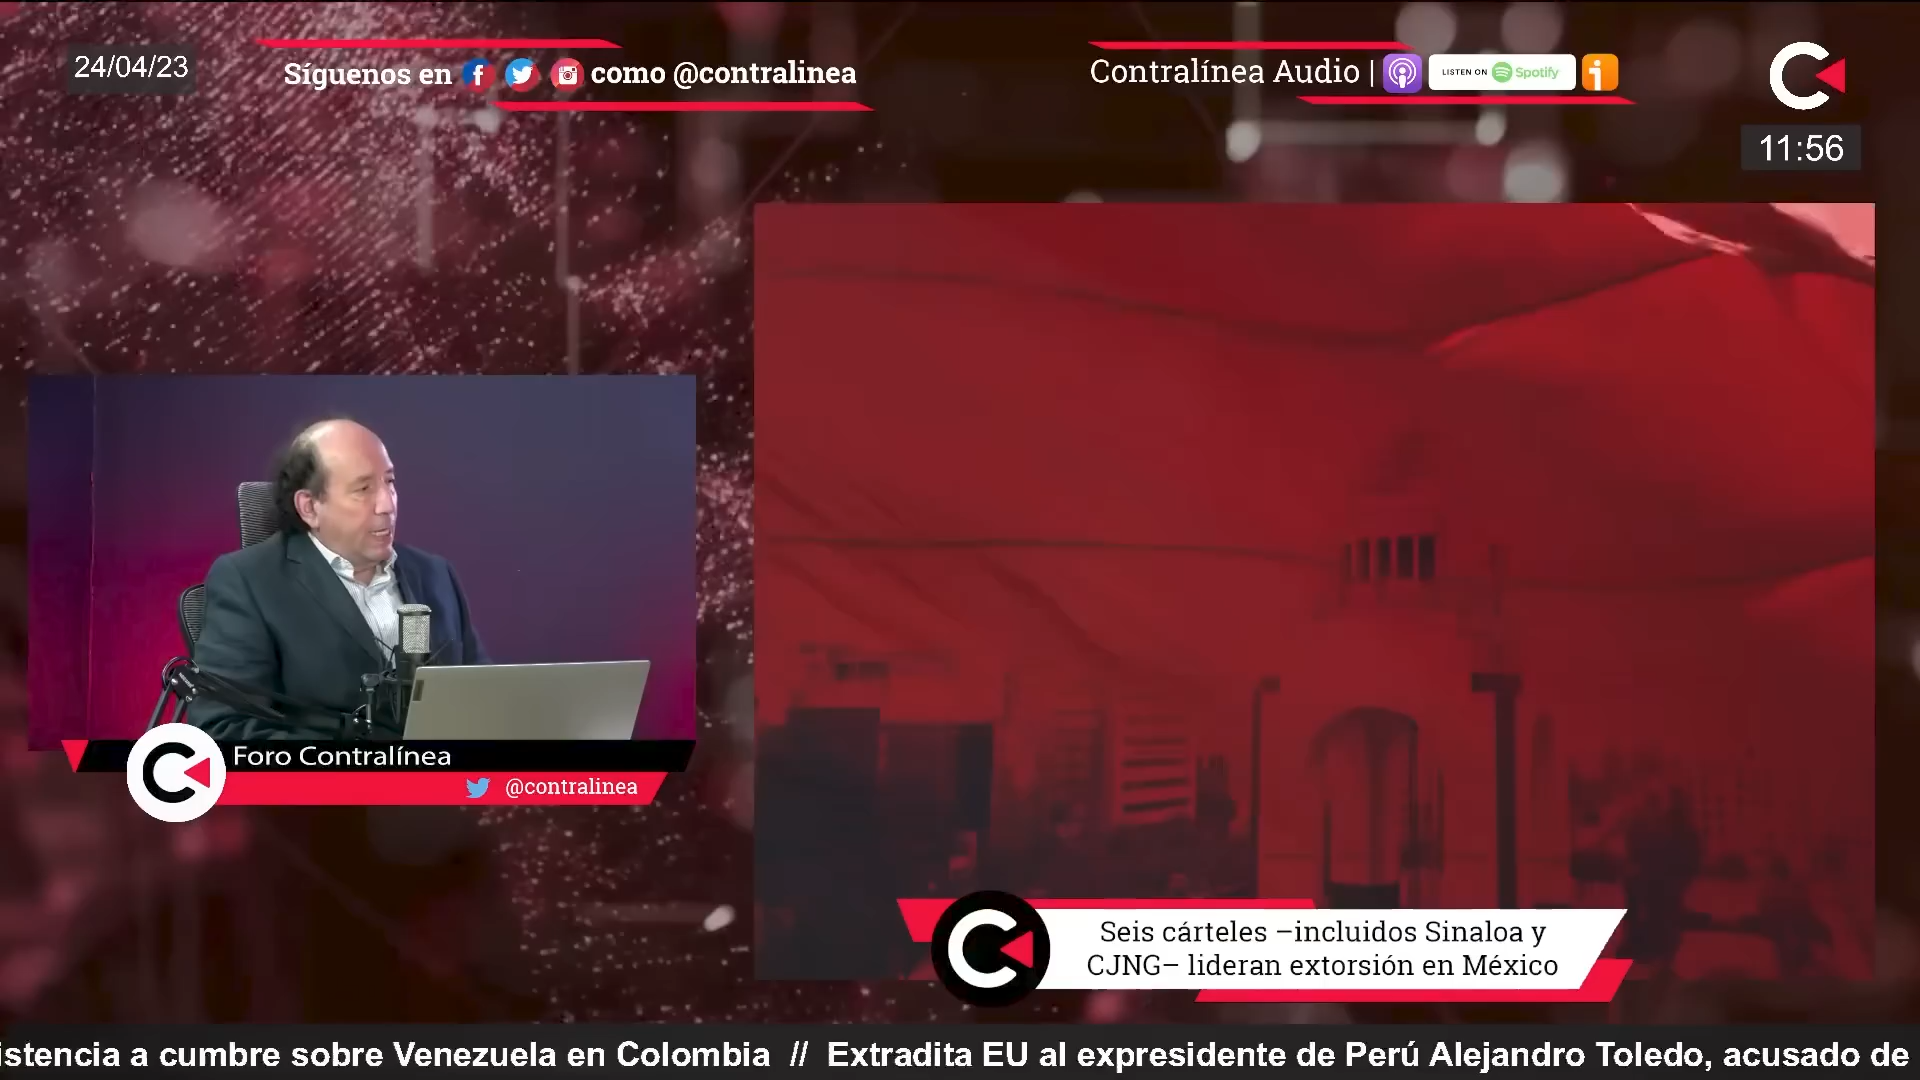 24/04/23
Síguenos en como @contralinea
Contralínea Audio |
LISTEN ON Spotify
11:56
Foro Contralínea
@contralinea
Seis cárteles –incluidos Sinaloa y
CJNG– lideran extorsión en México
istencia a cumbre sobre Venezuela en Colombia // Extradita EU al expresidente de Perú Alejandro Toledo, acusado de